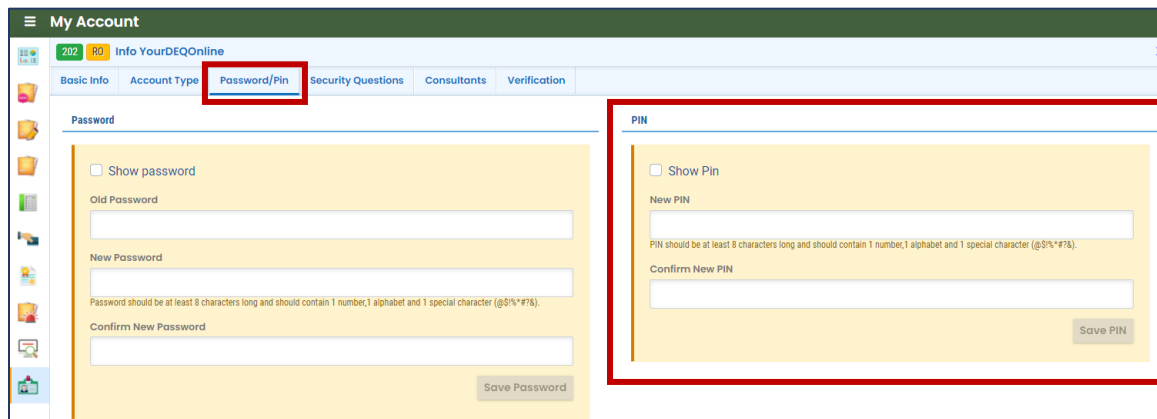 ☰ My Account
202 RO Info YourDEQOnline
Basic Info Account Type Password/Pin Security Questions Consultants Verification
Password
Show password
Old Password
New Password
Password should be at least 8 characters long and should contain 1 number,1 alphabet and 1 special character (@$!%*#?&).
Confirm New Password
Save Password
PIN
Show Pin
New PIN
PIN should be at least 8 characters long and should contain 1 number,1 alphabet and 1 special character (@$!%*#?&).
Confirm New PIN
Save PIN